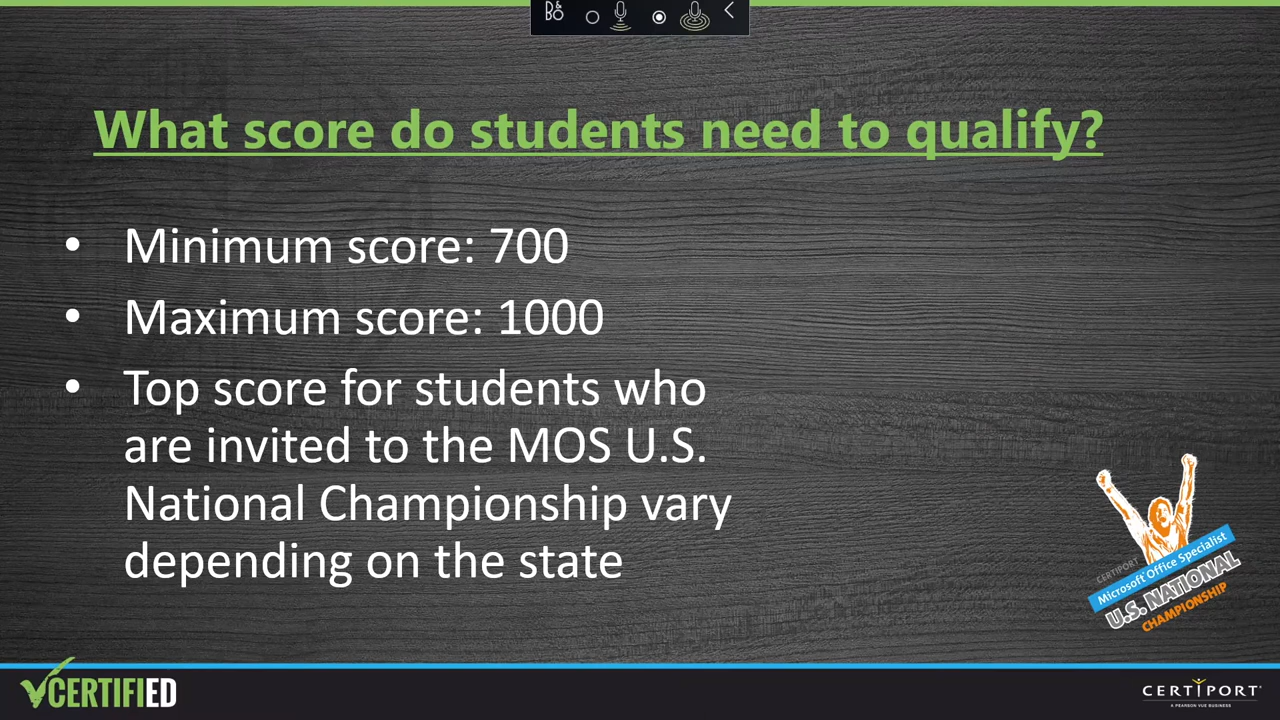 B&O
What score do students need to qualify?
• Minimum score: 700
• Maximum score: 1000
• Top score for students who
are invited to the MOS U.S.
National Championship vary
depending on the state
CERTIPORT
Microsoft Office Specialist
U.S. NATIONAL
CHAMPIONSHIP
CERTIFIED
CERTIPORT
A PEARSON VUE BUSINESS